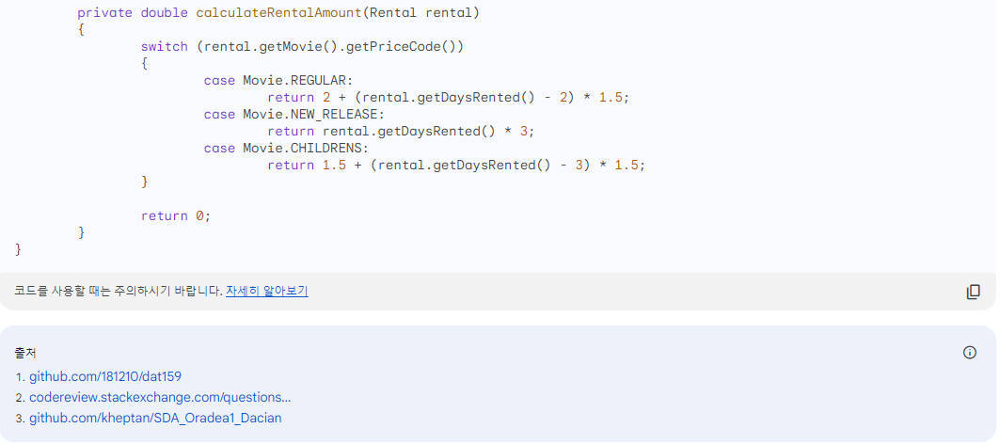 private double calculateRentalAmount(Rental rental)
{
switch (rental.getMovie().getPriceCode())
{
case Movie.REGULAR:
return 2 + (rental.getDaysRented() - 2) * 1.5;
case Movie.NEW_RELEASE:
return rental.getDaysRented() * 3;
case Movie.CHILDRENS:
return 1.5 + (rental.getDaysRented() - 3) * 1.5;
}
return 0;
}
}
코드를 사용할 때는 주의하시기 바랍니다. 자세히 알아보기
출처
1. github.com/181210/dat159
2. codereview.stackexchange.com/questions...
3. github.com/kheptan/SDA_Oradea1_Dacian